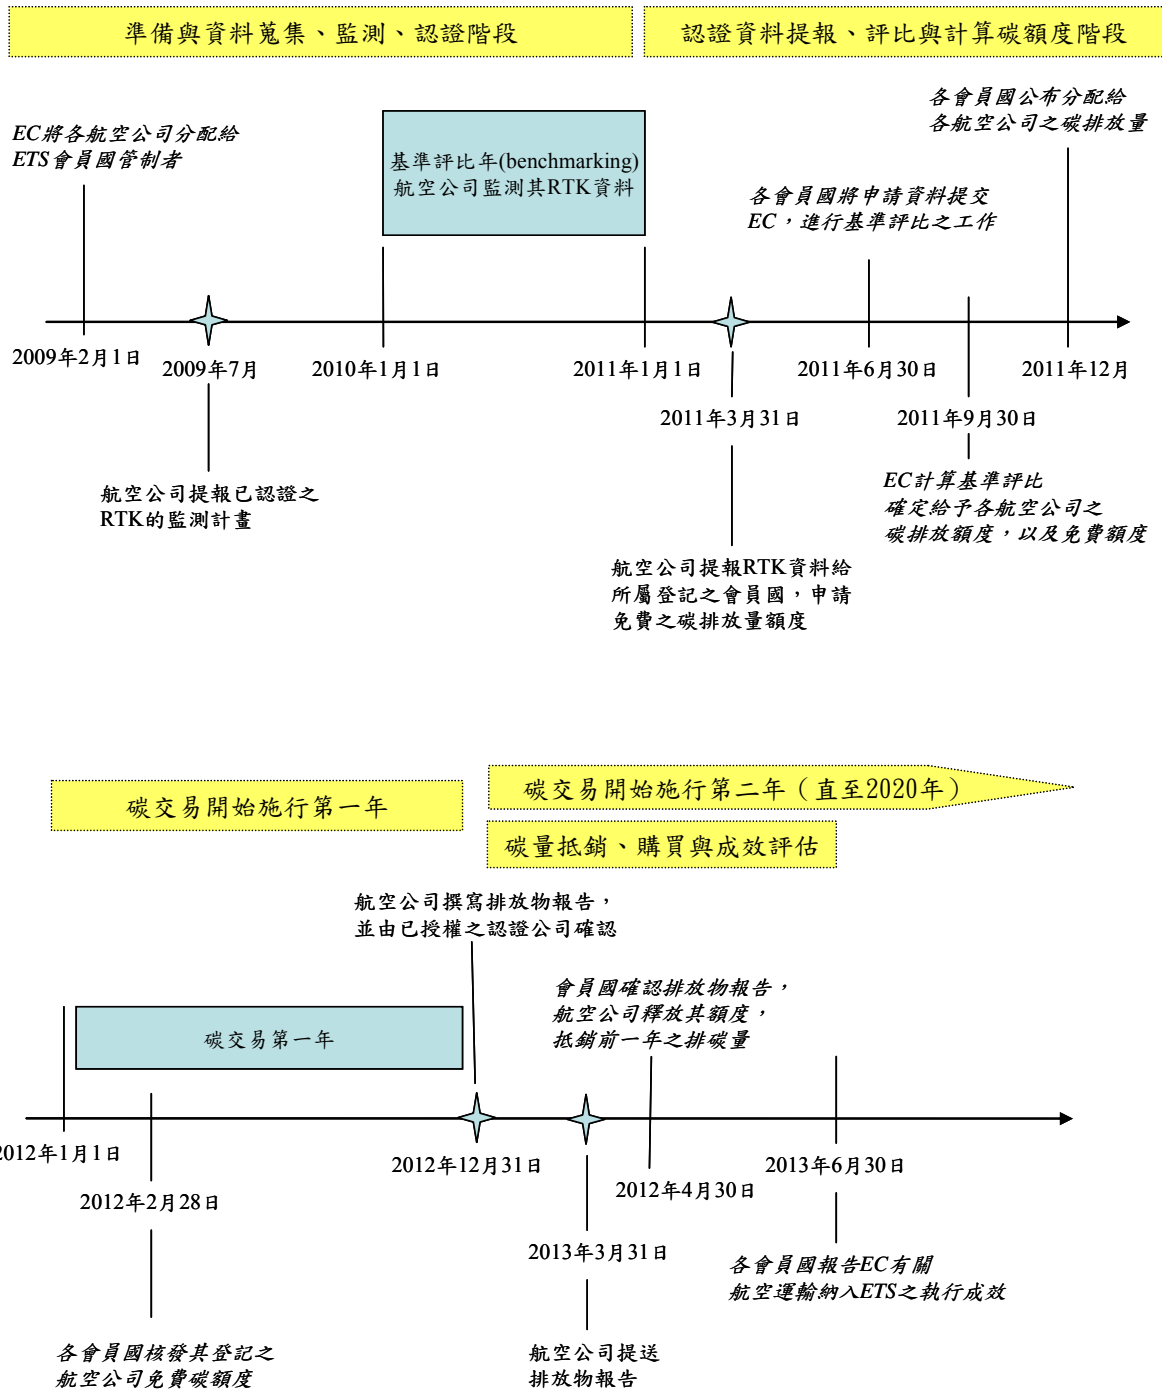 準備與資料蒐集、監測、認證階段
認證資料提報、評比與計算碳額度階段
EC將各航空公司分配給
ETS會員國管制者
基準評比年(benchmarking)
航空公司監測其RTK資料
各會員國將申請資料提交
EC，進行基準評比之工作
各會員國公布分配給
各航空公司之碳排放量
2009年2月1日
2009年7月
2010年1月1日
2011年1月1日
2011年3月31日
2011年6月30日
2011年9月30日
2011年12月
航空公司提報已認證之
RTK的監測計畫
航空公司提報RTK資料給
所屬登記之會員國，申請
免費之碳排放量額度
EC計算基準評比
確定給予各航空公司之
碳排放額度，以及免費額度
碳交易開始施行第一年
碳交易開始施行第二年（直至2020年）
碳量抵銷、購買與成效評估
航空公司撰寫排放物報告，
並由已授權之認證公司確認
會員國確認排放物報告，
航空公司釋放其額度，
抵銷前一年之排碳量
碳交易第一年
2012年1月1日
2012年2月28日
2012年12月31日
2013年3月31日
2012年4月30日
2013年6月30日
各會員國核發其登記之
航空公司免費碳額度
航空公司提送
排放物報告
各會員國報告EC有關
航空運輸納入ETS之執行成效